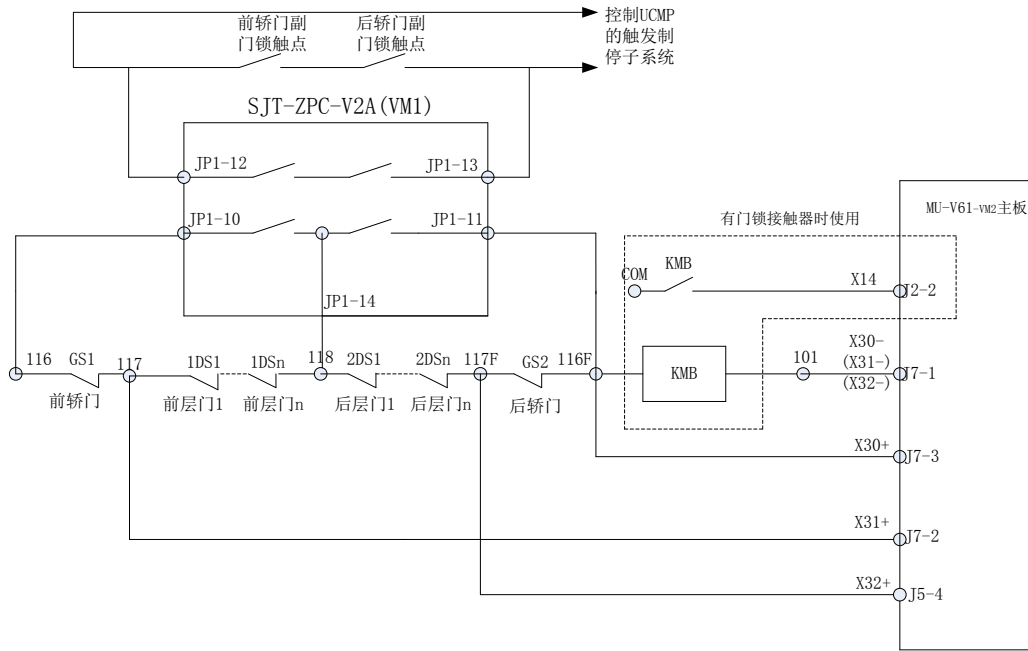 控制UCMP
的触发制
停子系统
前轿门副
门锁触点
后轿门副
门锁触点
SJT-ZPC-V2A(VM1)
JP1-12
JP1-13
JP1-10
JP1-11
JP1-14
有门锁接触器时使用
MU-V61-VM2主板
COM
KMB
X14
J2-2
116
GS1
117
1DS1
1DSn
118
2DS1
2DSn
117F
GS2
116F
KMB
101
X30-
(X31-)
(X32-)
J7-1
前轿门
前层门1
前层门n
后层门1
后层门n
后轿门
X30+
J7-3
X31+
J7-2
X32+
J5-4